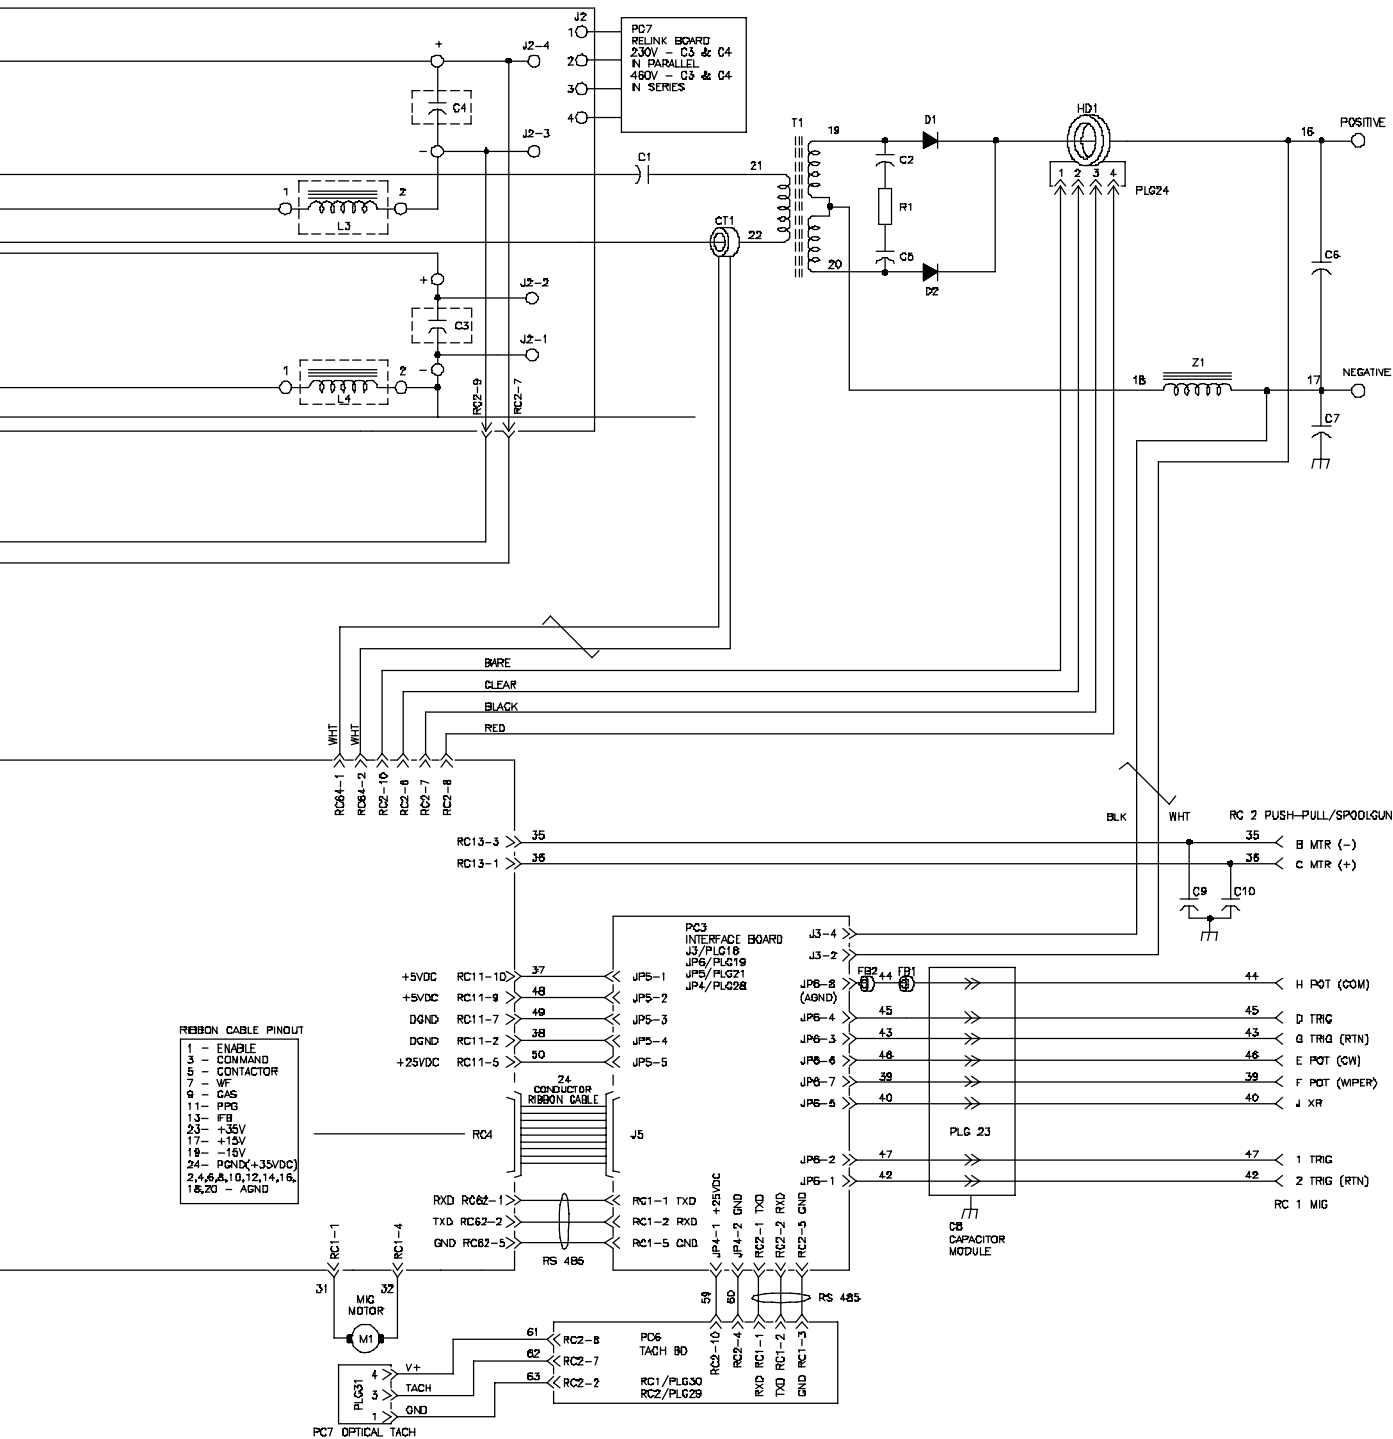 J2
1
2
3
4
PC7
RELINK BOARD
230V - C3 & C4
IN PARALLEL
460V - C3 & C4
IN SERIES
+
J2-4
C4
J2-3
-
1
2
L3
+
J2-2
C3
J2-1
-
1
2
L4
RC2-9
RC2-7
C1
21
CT1
22
T1
19
20
C2
R1
C5
D1
D2
HD1
1 2 3 4
PLG24
16
POSITIVE
C6
18
Z1
17
NEGATIVE
C7
BARE
CLEAR
BLACK
RED
WHT
WHT
RC64-1
RC64-2
RC2-10
RC2-6
RC2-7
RC2-8
BLK
WHT
RC 2 PUSH-PULL/SPOOLGUN
RC13-3
35
35
B MTR (-)
RC13-1
36
36
C MTR (+)
C9
C10
PC3
INTERFACE BOARD
J3/PLG18
JP6/PLG19
JP5/PLG21
JP4/PLG28
J3-4
J3-2
+5VDC RC11-10
37
JP5-1
+5VDC RC11-9
48
JP5-2
DGND RC11-7
49
JP5-3
DGND RC11-2
38
JP5-4
+25VDC RC11-5
50
JP5-5
JP6-8
(AGND)
FB2
44
FB1
44
H POT (COM)
JP6-4
45
45
D TRIG
JP6-3
43
43
G TRIG (RTN)
JP6-6
46
46
E POT (CW)
JP6-7
39
39
F POT (WIPER)
JP6-5
40
40
J XR
PLG 23
JP6-2
47
47
1 TRIG
JP6-1
42
42
2 TRIG (RTN)
RC 1 MIG
C8
CAPACITOR
MODULE
24
CONDUCTOR
RIBBON CABLE
RC4
J5
RIBBON CABLE PINOUT
1 - ENABLE
3 - COMMAND
5 - CONTACTOR
7 - WF
9 - GAS
11- PPG
13- IFB
23- +35V
17- +15V
19- -15V
24- PGND(+35VDC)
2,4,6,8,10,12,14,16,
18,20 - AGND
RXD RC62-1
RC1-1 TXD
TXD RC62-2
RC1-2 RXD
GND RC62-5
RC1-5 GND
RS 485
JP4-1 +25VDC
JP4-2 GND
RC2-1 TXD
RC2-2 RXD
RC2-5 GND
59
60
RS 485
RC1-1
RC1-4
31
32
MIG
MOTOR
M1
61
RC2-8
62
RC2-7
63
RC2-2
PC6
TACH BD
RC1/PLG30
RC2/PLG29
RC2-10
RC2-4
RXD RC1-1
TXD RC1-2
GND RC1-3
PLG31
4
V+
3
TACH
1
GND
PC7 OPTICAL TACH